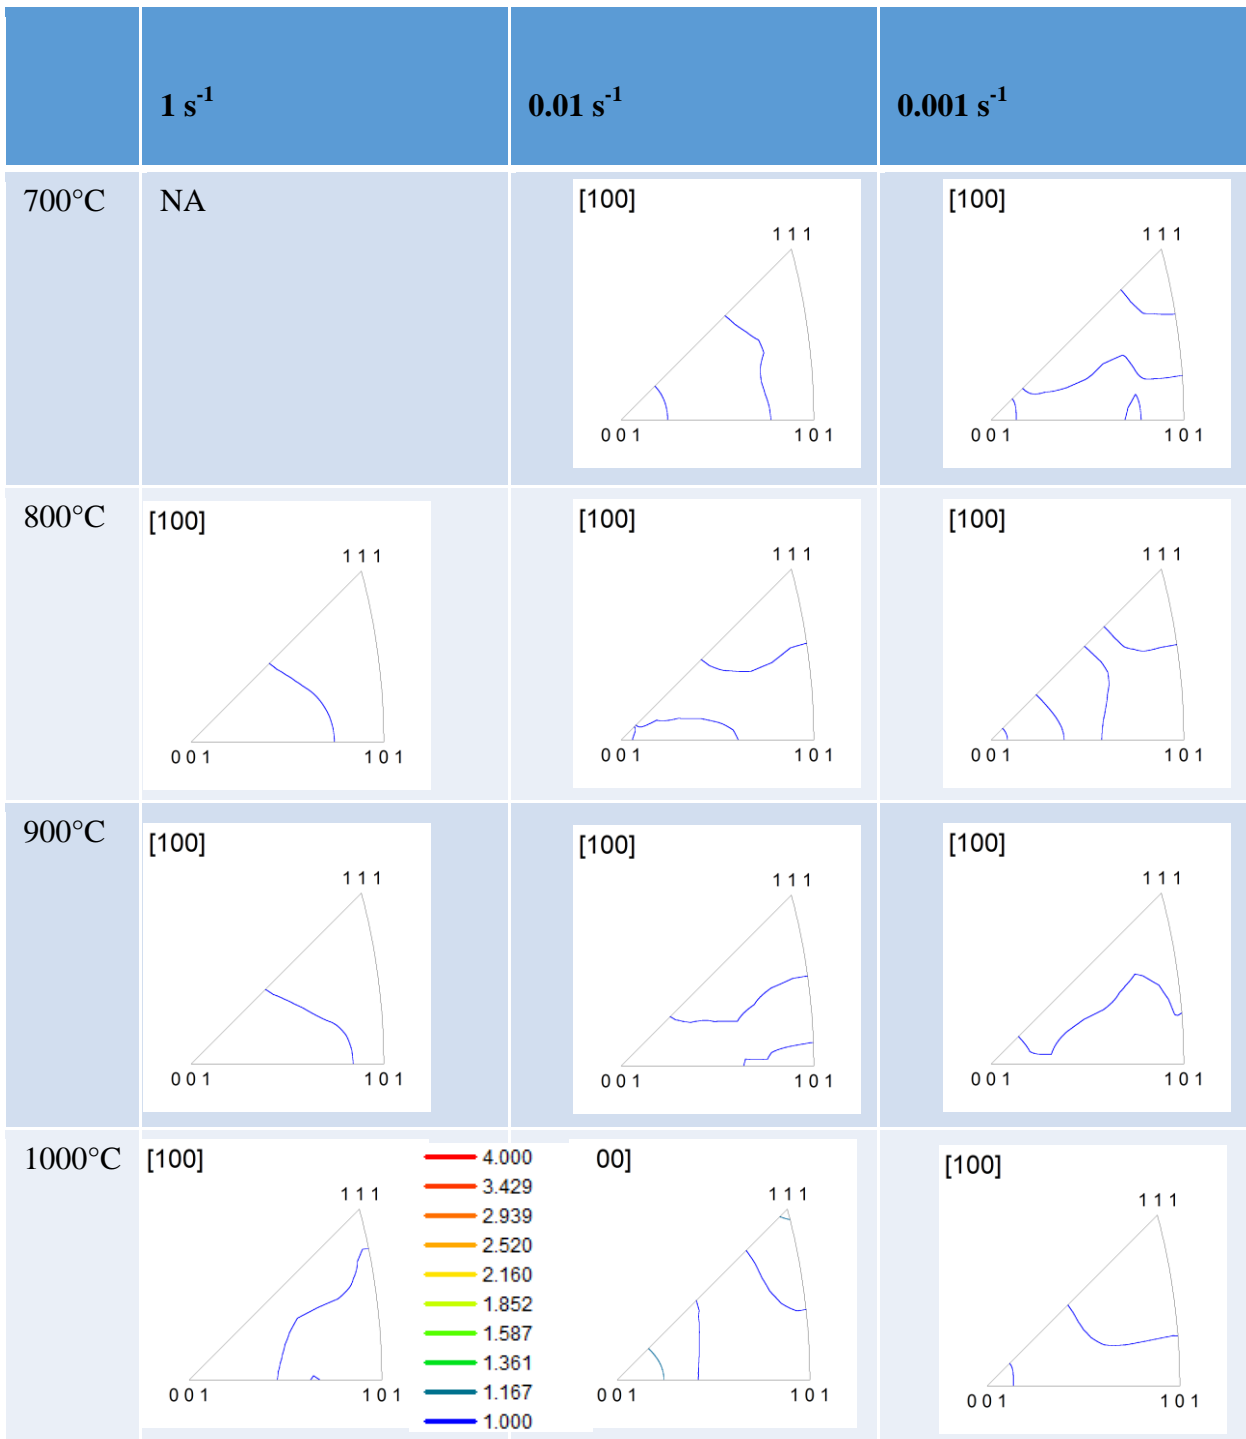 1 s-1 0.01 s-1 0.001 s-1
700°C NA [100] [100]
1 1 1 1 1 1
0 0 1 1 0 1 0 0 1 1 0 1
800°C [100] [100] [100]
1 1 1 1 1 1 1 1 1
0 0 1 1 0 1 0 0 1 1 0 1 0 0 1 1 0 1
900°C [100] [100] [100]
1 1 1 1 1 1 1 1 1
0 0 1 1 0 1 0 0 1 1 0 1 0 0 1 1 0 1
1000°C [100] 4.000 00] [100]
3.429
1 1 1 2.939 1 1 1 1 1 1
2.520
2.160
1.852
1.587
1.361
0 0 1 1 0 1 1.167 0 0 1 1 0 1 0 0 1 1 0 1
1.000